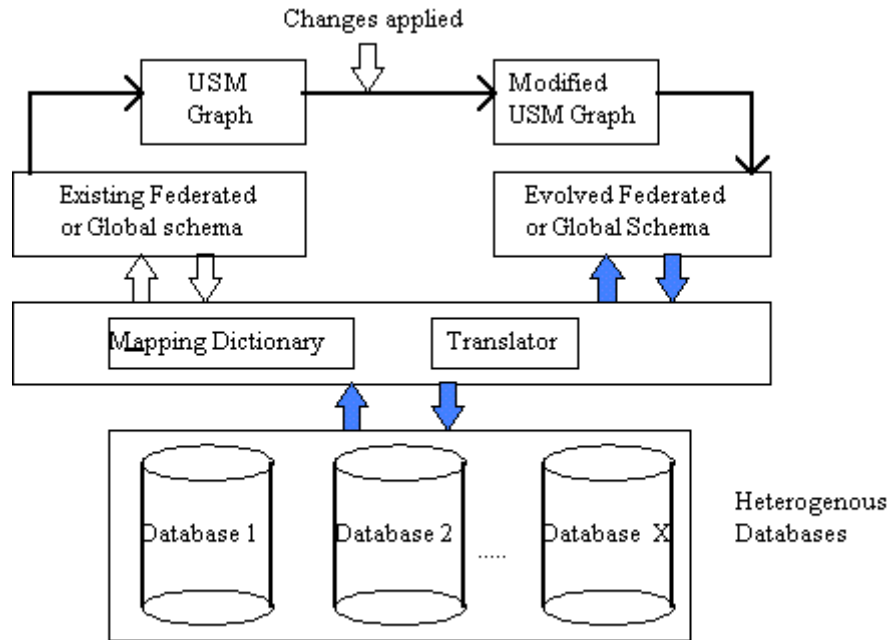 Changes applied
USM
Graph
Modified
USM Graph
Existing Federated
or Global schema
Evolved Federated
or Global Schema
Mapping Dictionary
Translator
Database 1
Database 2
.....
Database X
Heterogenous
Databases